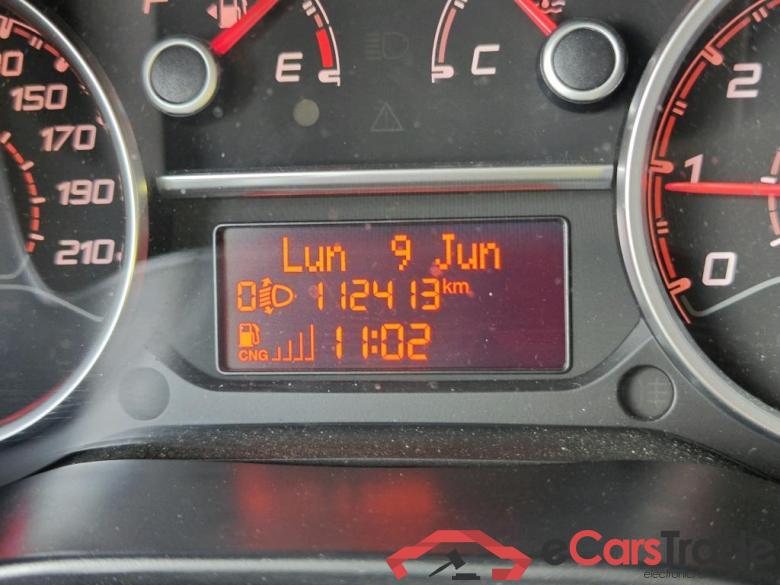 F
E
C
150
170
190
210
2
1
0
Lun 9 Jun
0 112413 km
CNG 11:02
eCarsTrade